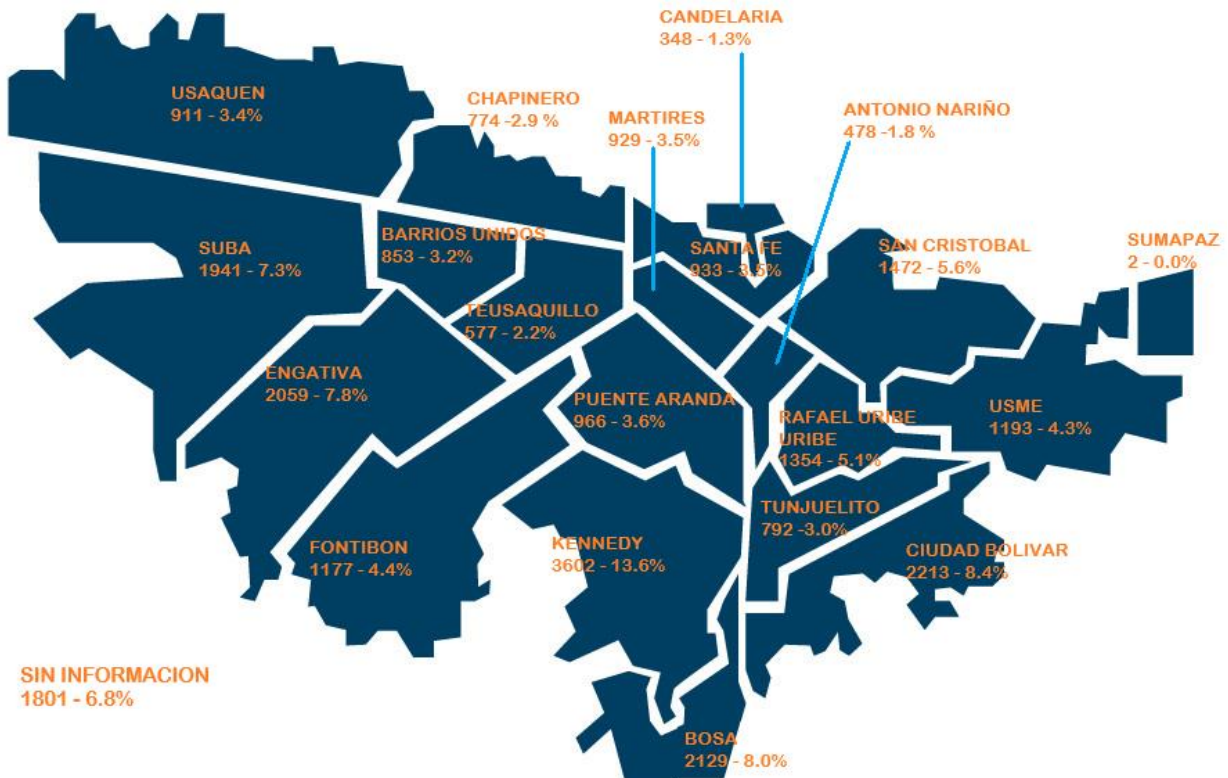 CANDELARIA
348 - 1.3%
USAQUEN
911 - 3.4%
CHAPINERO
774 -2.9 %
MARTIRES
929 - 3.5%
ANTONIO NARIÑO
478 -1.8 %
SUBA
1941 - 7.3%
BARRIOS UNIDOS
853 - 3.2%
SANTA FE
933 - 3.5%
SAN CRISTOBAL
1472 - 5.6%
SUMAPAZ
2 - 0.0%
TEUSAQUILLO
577 - 2.2%
ENGATIVA
2059 - 7.8%
PUENTE ARANDA
966 - 3.6%
RAFAEL URIBE
URIBE
1354 - 5.1%
USME
1193 - 4.3%
TUNJUELITO
792 -3.0%
FONTIBON
1177 - 4.4%
KENNEDY
3602 - 13.6%
CIUDAD BOLIVAR
2213 - 8.4%
SIN INFORMACION
1801 - 6.8%
BOSA
2129 - 8.0%